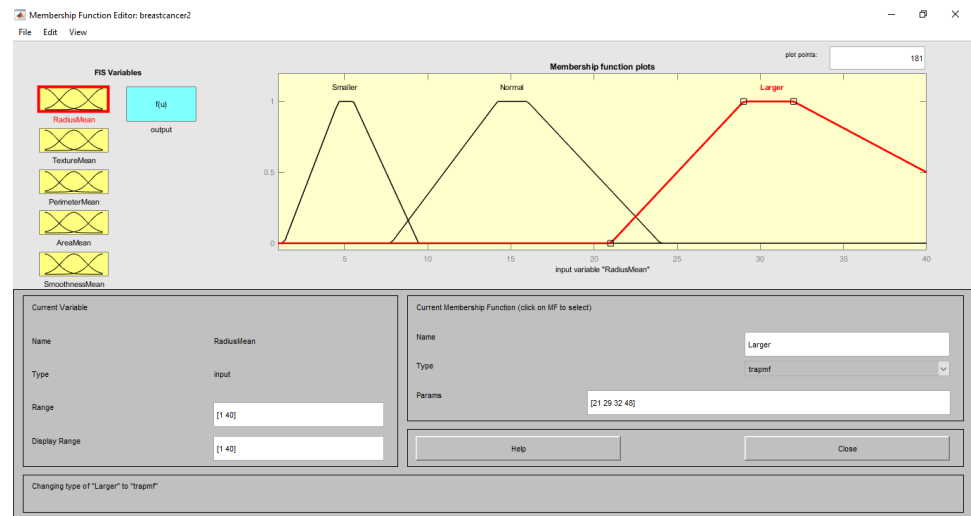 Membership Function Editor: breastcancer2
File Edit View
plot points:
181
FIS Variables
Membership function plots
f(u)
RadiusMean
output
TextureMean
PerimeterMean
AreaMean
SmoothnessMean
Smaller
Normal
Larger
1
0.5
0
5 10 15 20 25 30 35 40
input variable "RadiusMean"
Current Variable
Name RadiusMean
Type input
Range [1 40]
Display Range [1 40]
Current Membership Function (click on MF to select)
Name Larger
Type trapmf
Params [21 29 32 48]
Help
Close
Changing type of "Larger" to "trapmf"